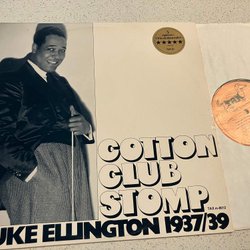 COTTON
CLUB
STOMP
UKE ELLINGTON 1937/39